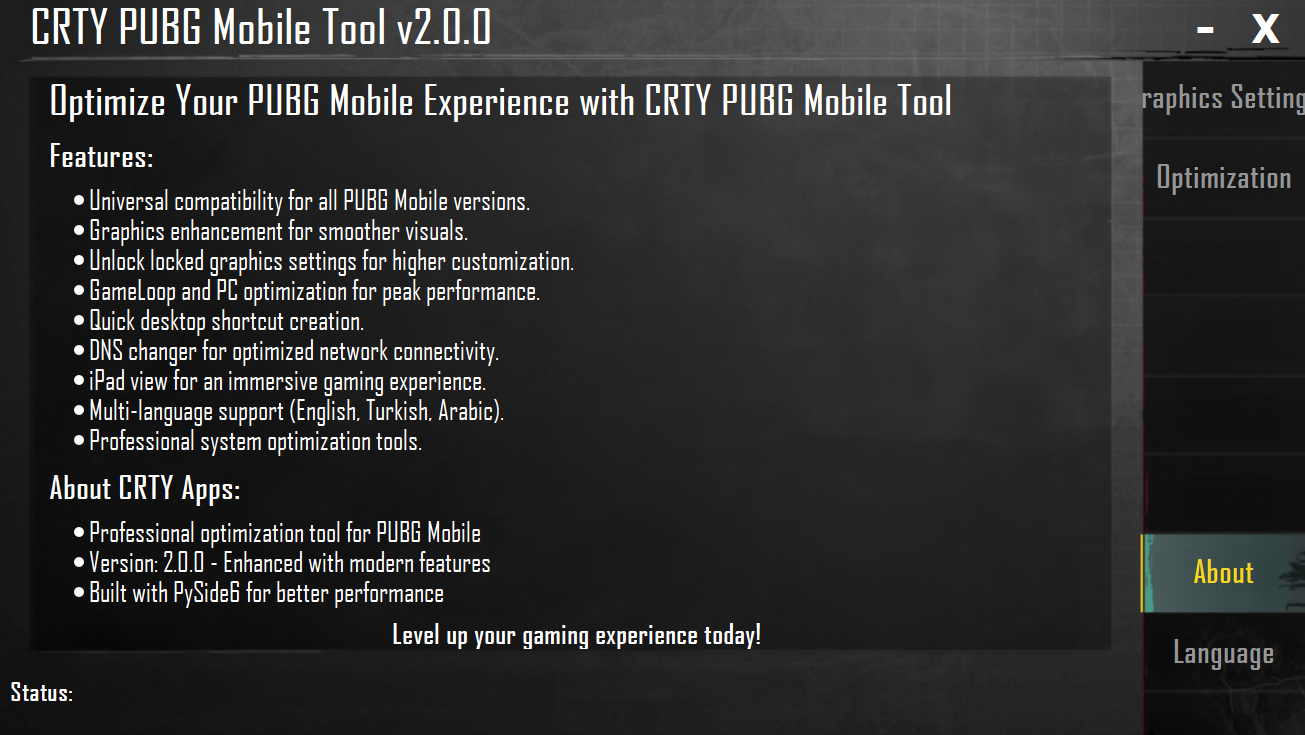 CRTY PUBG Mobile Tool v2.0.0
- X
Optimize Your PUBG Mobile Experience with CRTY PUBG Mobile Tool
Features:
• Universal compatibility for all PUBG Mobile versions.
• Graphics enhancement for smoother visuals.
• Unlock locked graphics settings for higher customization.
• GameLoop and PC optimization for peak performance.
• Quick desktop shortcut creation.
• DNS changer for optimized network connectivity.
• iPad view for an immersive gaming experience.
• Multi-language support (English, Turkish, Arabic).
• Professional system optimization tools.
About CRTY Apps:
• Professional optimization tool for PUBG Mobile
• Version: 2.0.0 - Enhanced with modern features
• Built with PySide6 for better performance
Level up your gaming experience today!
Status:
raphics Setting
Optimization
About
Language